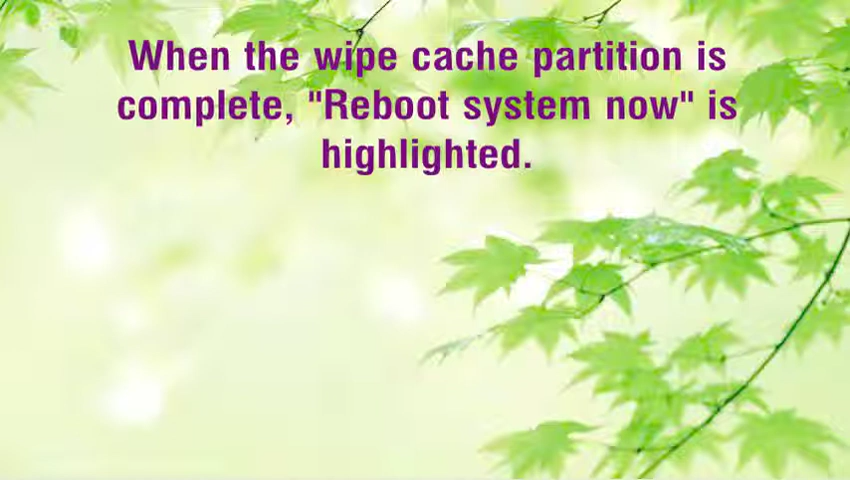 When the wipe cache partition is
complete, "Reboot system now" is
highlighted.